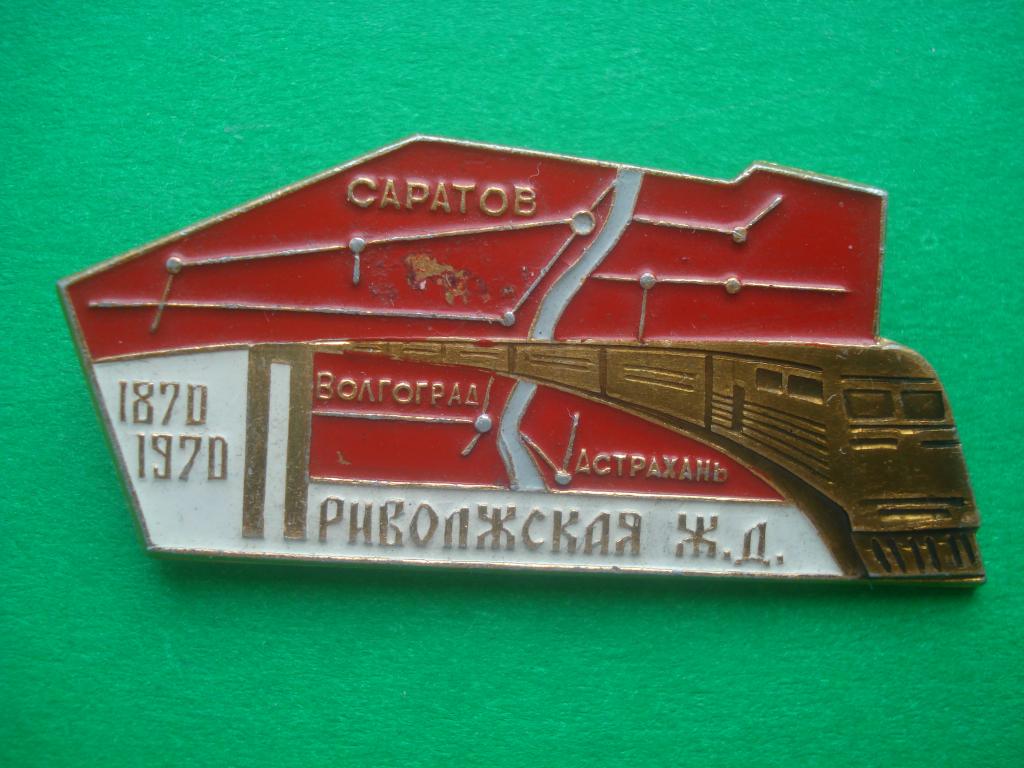 САРАТОВ
1870
1970
ВОЛГОГРАД
АСТРАХАНЬ
ПРИВОЛЖСКАЯ Ж.Д.